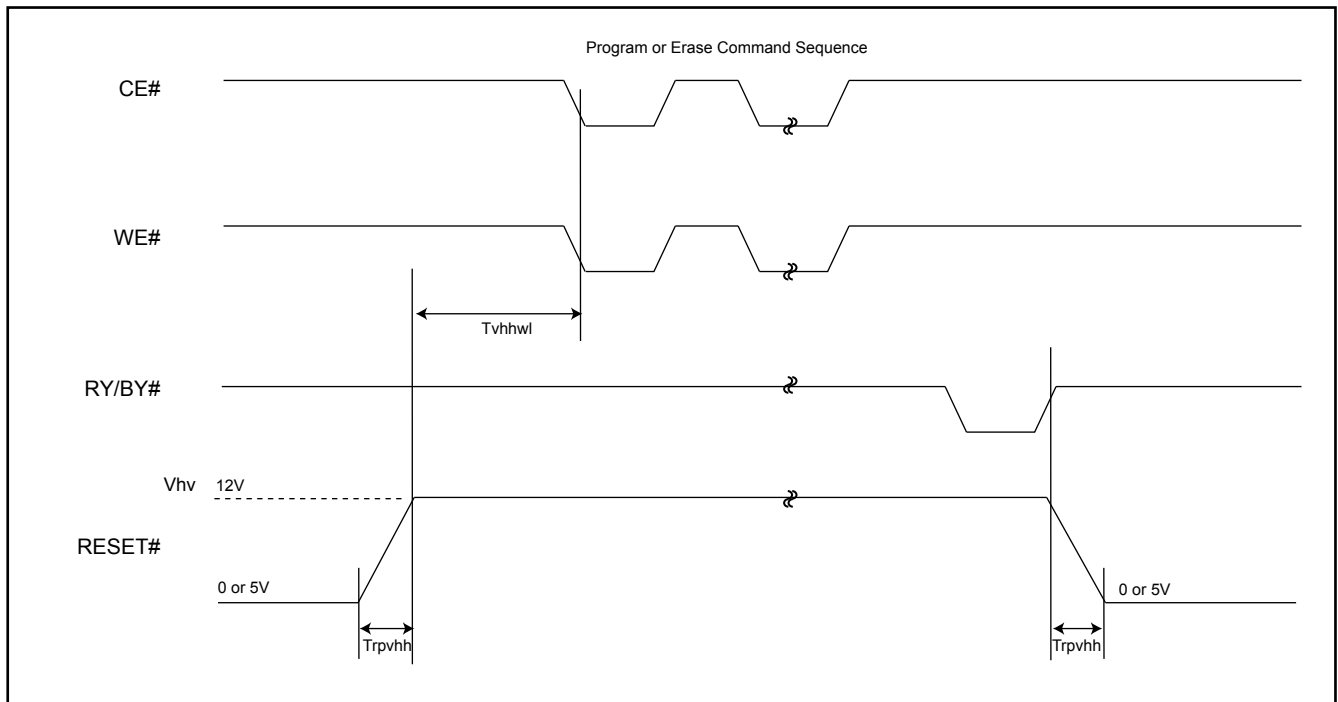 Program or Erase Command Sequence
CE#
WE#
Tvhhwl
RY/BY#
Vhv 12V
RESET#
0 or 5V 0 or 5V
Trpvhh Trpvhh